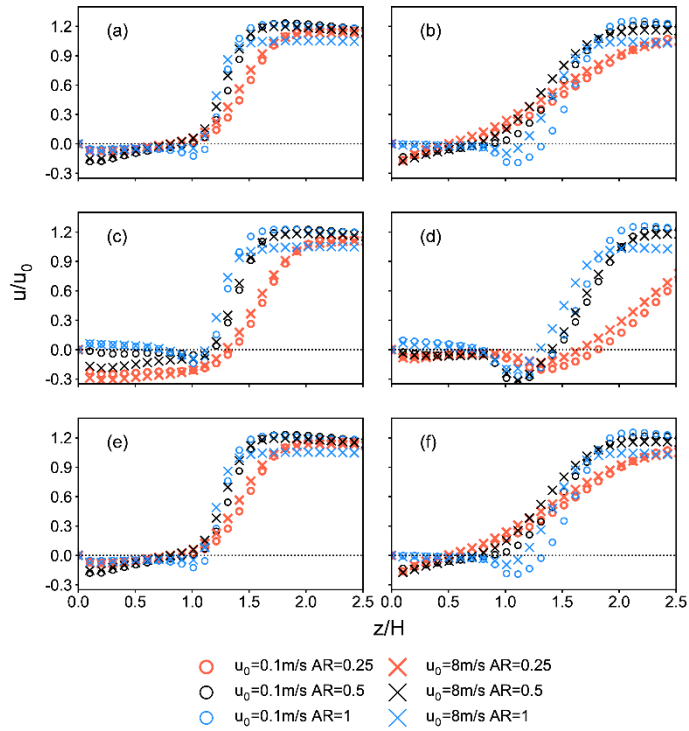 (a)
(b)
1.2
0.9
0.6
0.3
0.0
-0.3
(c)
(d)
1.2
0.9
0.6
0.3
0.0
-0.3
u/u₀
(e)
(f)
1.2
0.9
0.6
0.3
0.0
-0.3
0.0 0.5 1.0 1.5 2.0 2.5
0.0 0.5 1.0 1.5 2.0 2.5
z/H
u₀=0.1m/s AR=0.25 u₀=8m/s AR=0.25
u₀=0.1m/s AR=0.5 u₀=8m/s AR=0.5
u₀=0.1m/s AR=1 u₀=8m/s AR=1